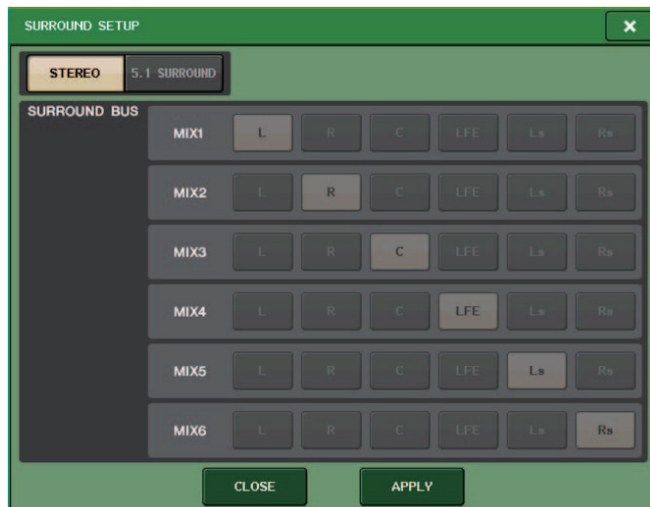 SURROUND SETUP ×
STEREO 5.1 SURROUND
SURROUND BUS
MIX1 L R C LFE Ls Rs
MIX2 L R C LFE Ls Rs
MIX3 L R C LFE Ls Rs
MIX4 L R C LFE Ls Rs
MIX5 L R C LFE Ls Rs
MIX6 L R C LFE Ls Rs
CLOSE APPLY